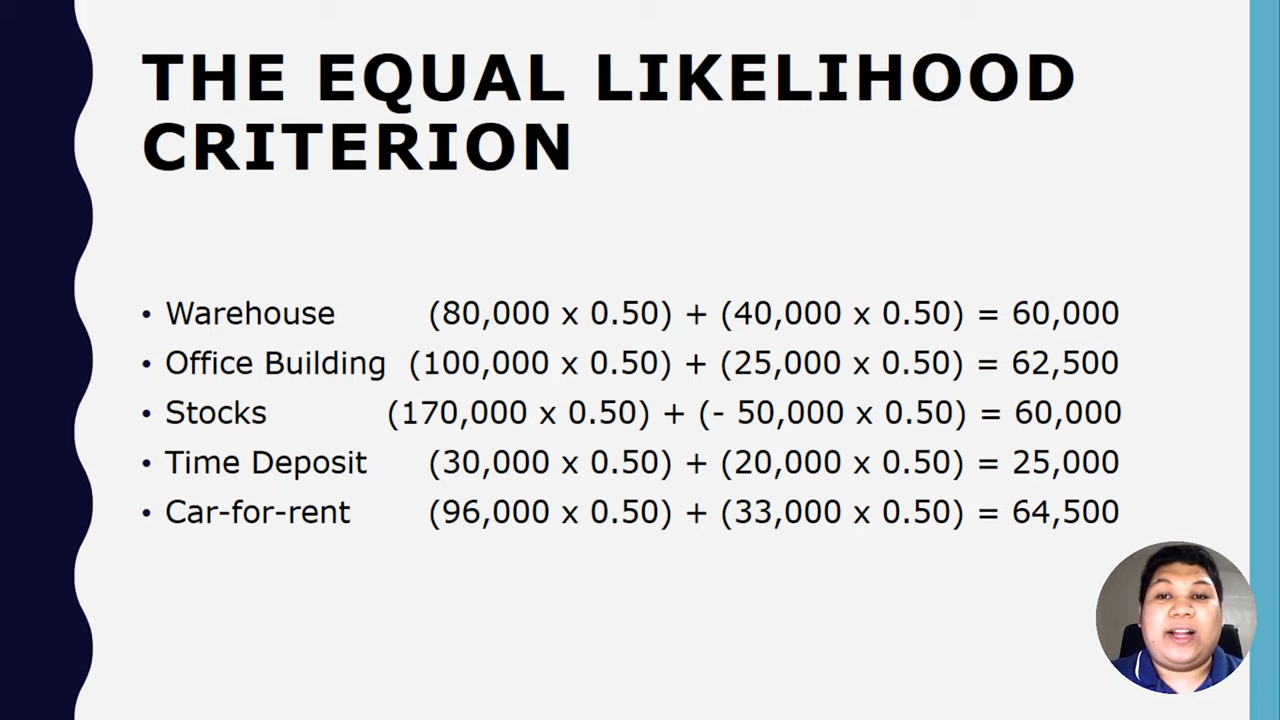 THE EQUAL LIKELIHOOD
CRITERION
• Warehouse (80,000 x 0.50) + (40,000 x 0.50) = 60,000
• Office Building (100,000 x 0.50) + (25,000 x 0.50) = 62,500
• Stocks (170,000 x 0.50) + (- 50,000 x 0.50) = 60,000
• Time Deposit (30,000 x 0.50) + (20,000 x 0.50) = 25,000
• Car-for-rent (96,000 x 0.50) + (33,000 x 0.50) = 64,500